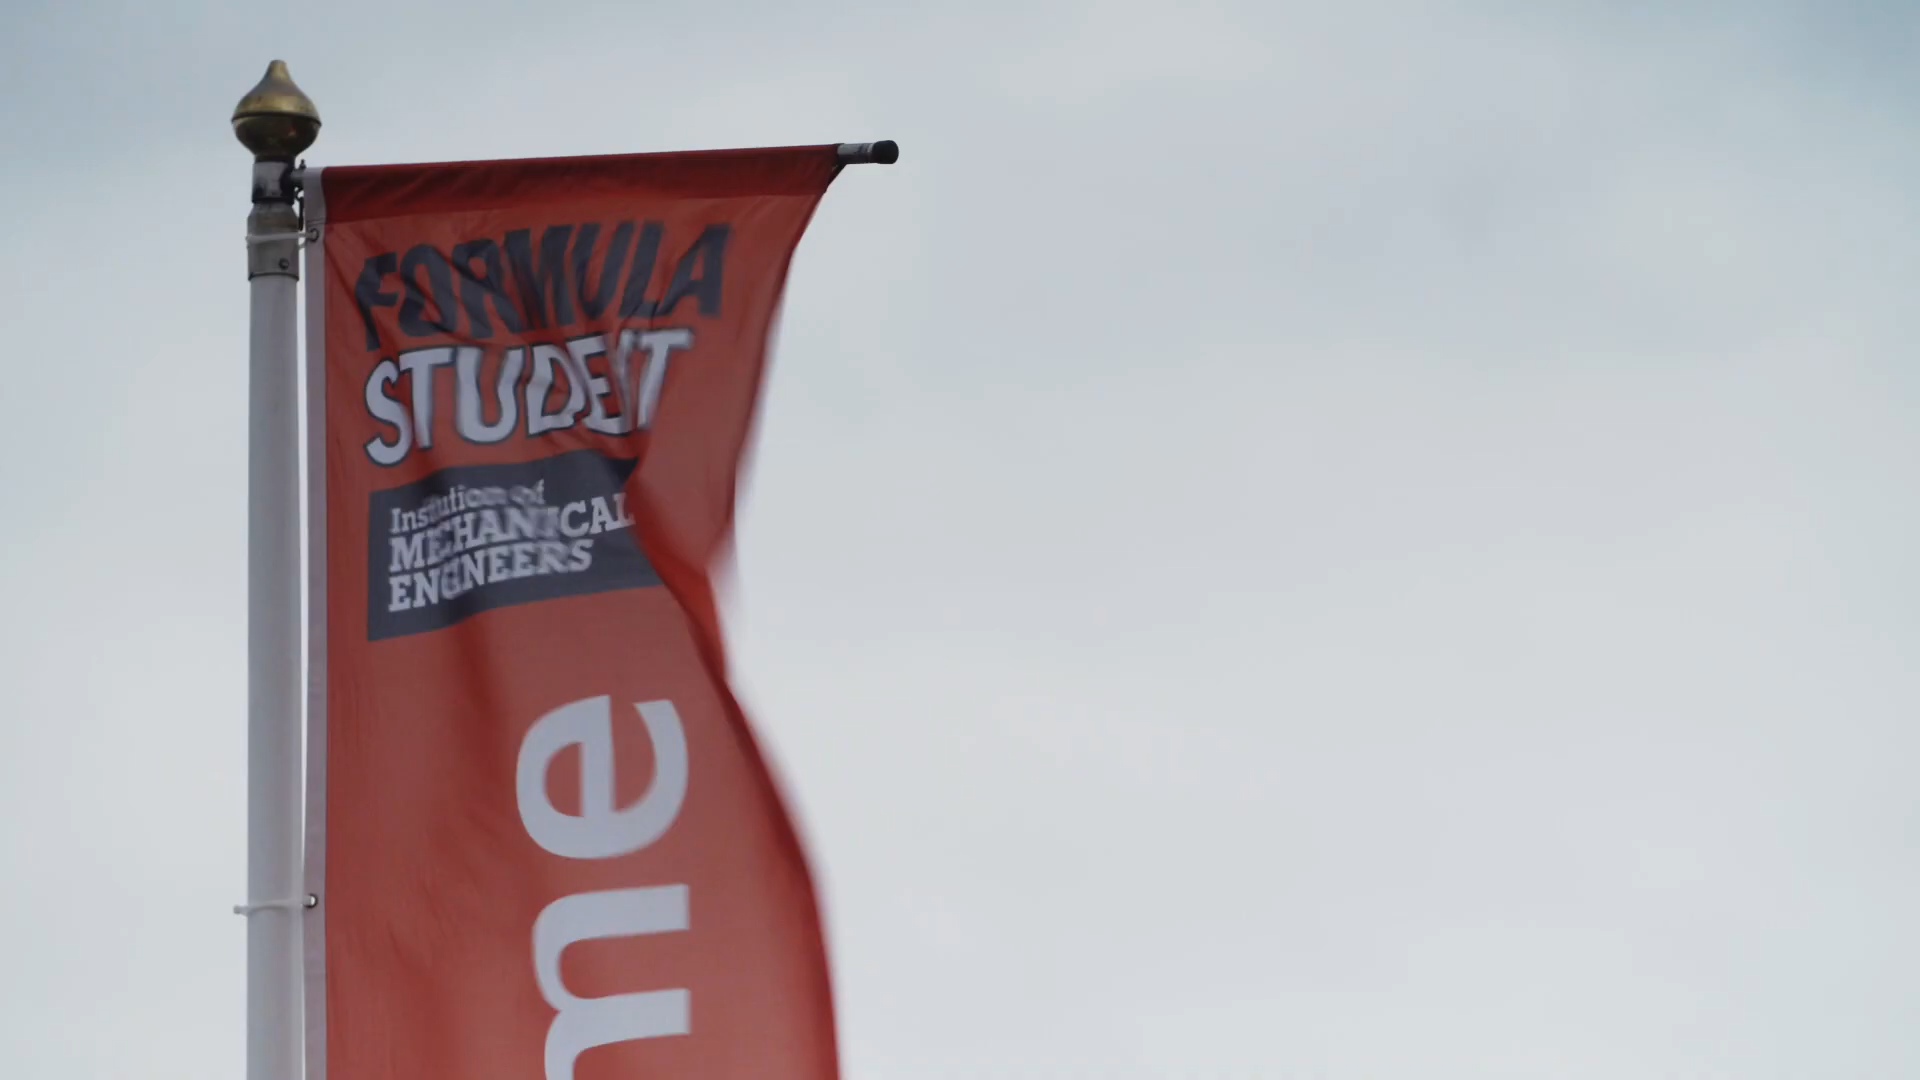 FORMULA
STUDENT
Institution of
MECHANICAL
ENGINEERS
me